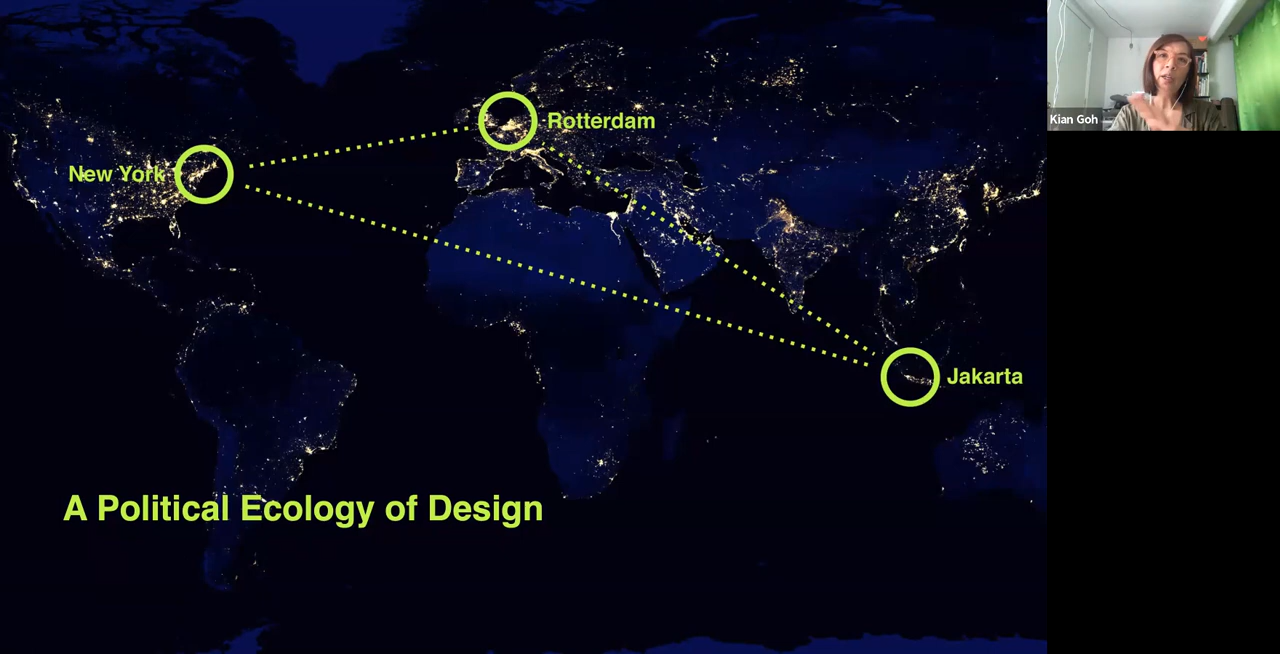 Rotterdam
New York
Kian Goh
Jakarta
A Political Ecology of Design